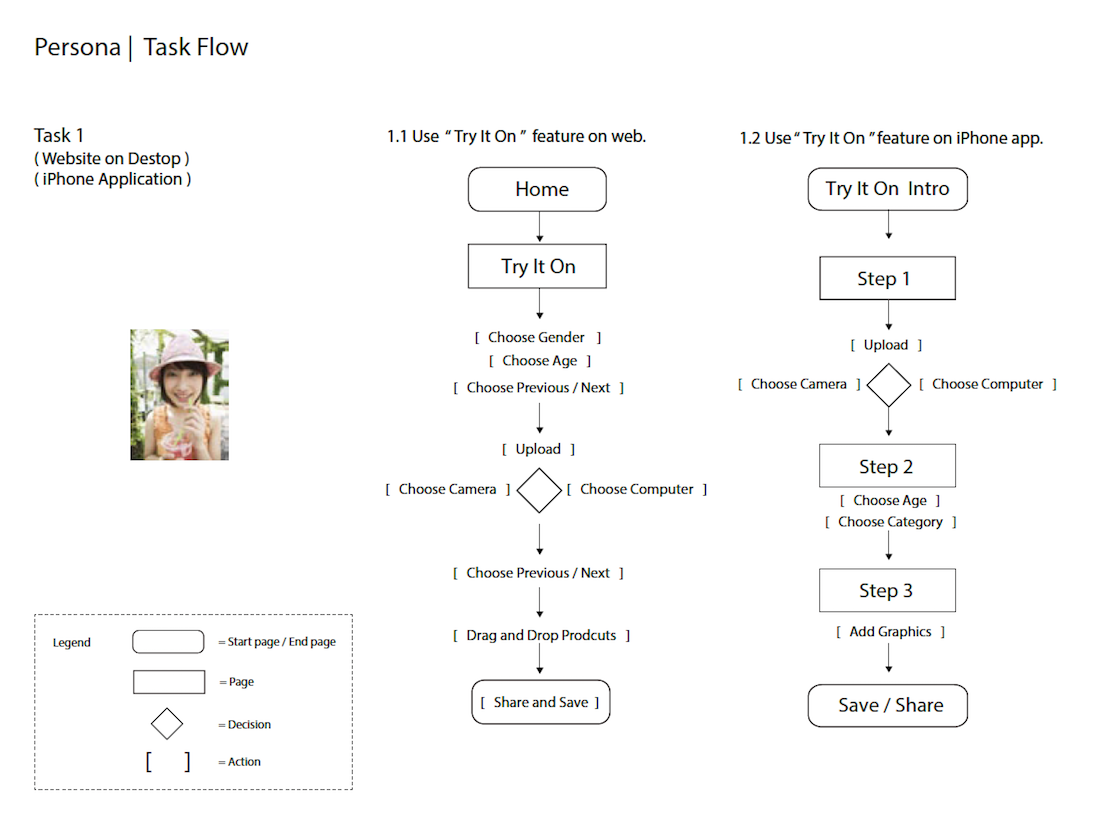 Persona | Task Flow
Task 1
( Website on Destop )
( iPhone Application )
1.1 Use “ Try It On ” feature on web.
Home
Try It On
[ Choose Gender ]
[ Choose Age ]
[ Choose Previous / Next ]
[ Upload ]
[ Choose Camera ]
[ Choose Computer ]
[ Choose Previous / Next ]
[ Drag and Drop Prodcuts ]
[ Share and Save ]
1.2 Use “ Try It On ” feature on iPhone app.
Try It On Intro
Step 1
[ Upload ]
[ Choose Camera ]
[ Choose Computer ]
Step 2
[ Choose Age ]
[ Choose Category ]
Step 3
[ Add Graphics ]
Save / Share
Legend
= Start page / End page
= Page
= Decision
[ ] = Action